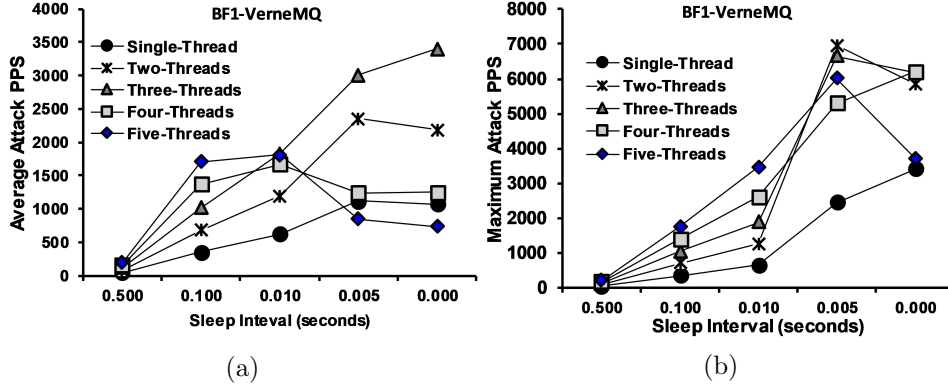 BF1-VerneMQ
4000
3500
3000
2500
2000
1500
1000
500
0
Average Attack PPS
Single-Thread
Two-Threads
Three-Threads
Four-Threads
Five-Threads
0.500 0.100 0.010 0.005 0.000
Sleep Inteval (seconds)
(a)
BF1-VerneMQ
8000
7000
6000
5000
4000
3000
2000
1000
0
Maximum Attack PPS
Single-Thread
Two-Threads
Three-Threads
Four-Threads
Five-Threads
0.500 0.100 0.010 0.005 0.000
Sleep Interval (seconds)
(b)